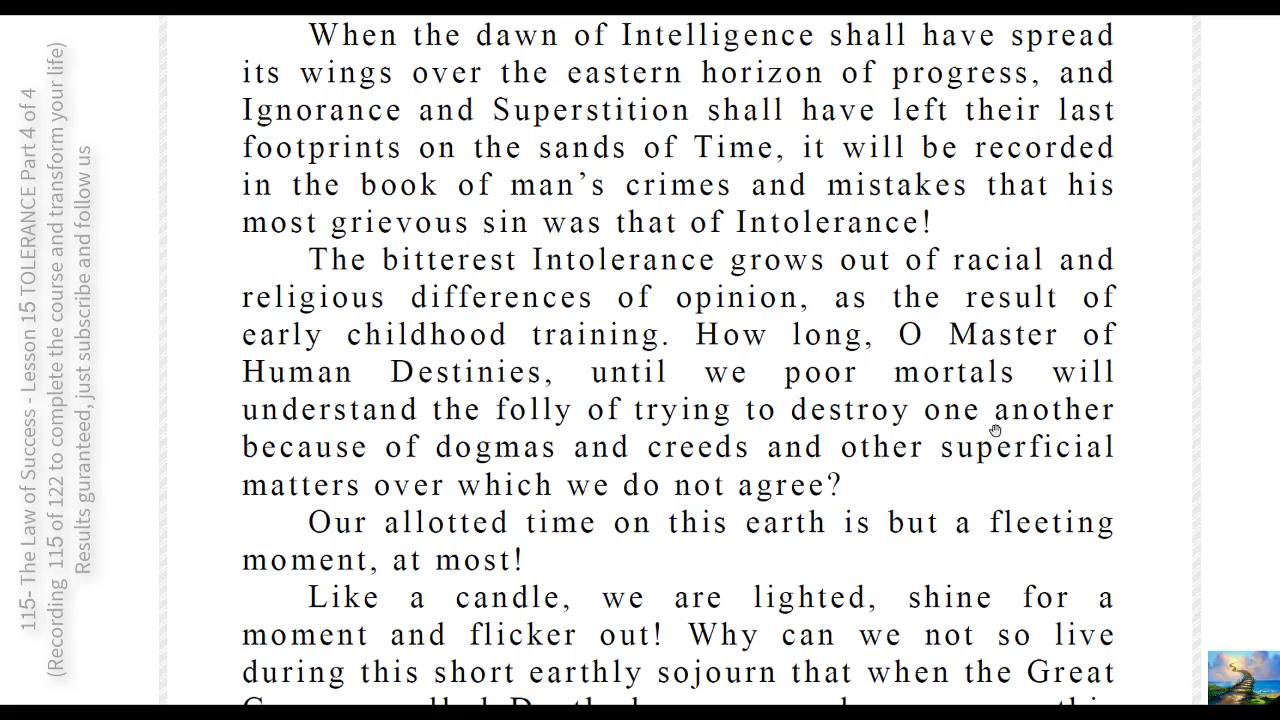 When the dawn of Intelligence shall have spread
its wings over the eastern horizon of progress, and
Ignorance and Superstition shall have left their last
footprints on the sands of Time, it will be recorded
in the book of man’s crimes and mistakes that his
most grievous sin was that of Intolerance!
The bitterest Intolerance grows out of racial and
religious differences of opinion, as the result of
early childhood training. How long, O Master of
Human Destinies, until we poor mortals will
understand the folly of trying to destroy one another
because of dogmas and creeds and other superficial
matters over which we do not agree?
Our allotted time on this earth is but a fleeting
moment, at most!
Like a candle, we are lighted, shine for a
moment and flicker out! Why can we not so live
during this short earthly sojourn that when the Great
115- The Law of Success - Lesson 15 TOLERANCE Part 4 of 4
(Recording 115 of 122 to complete the course and transform your life)
Results guranteed, just subscribe and follow us